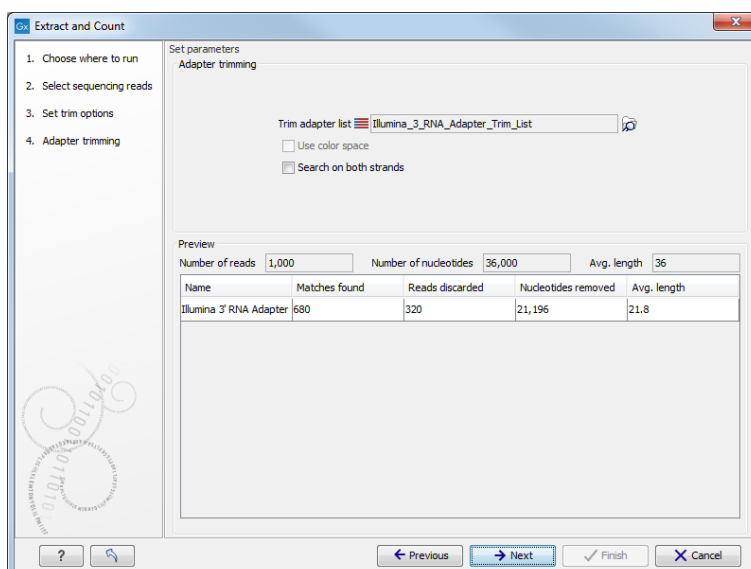 Gx Extract and Count
1. Choose where to run
2. Select sequencing reads
3. Set trim options
4. Adapter trimming
Set parameters
Adapter trimming
Trim adapter list Illumina_3_RNA_Adapter_Trim_List
Use color space
Search on both strands
Preview
Number of reads 1,000 Number of nucleotides 36,000 Avg. length 36
Name Matches found Reads discarded Nucleotides removed Avg. length
Illumina 3' RNA Adapter 680 320 21,196 21.8
? Previous Next Finish Cancel